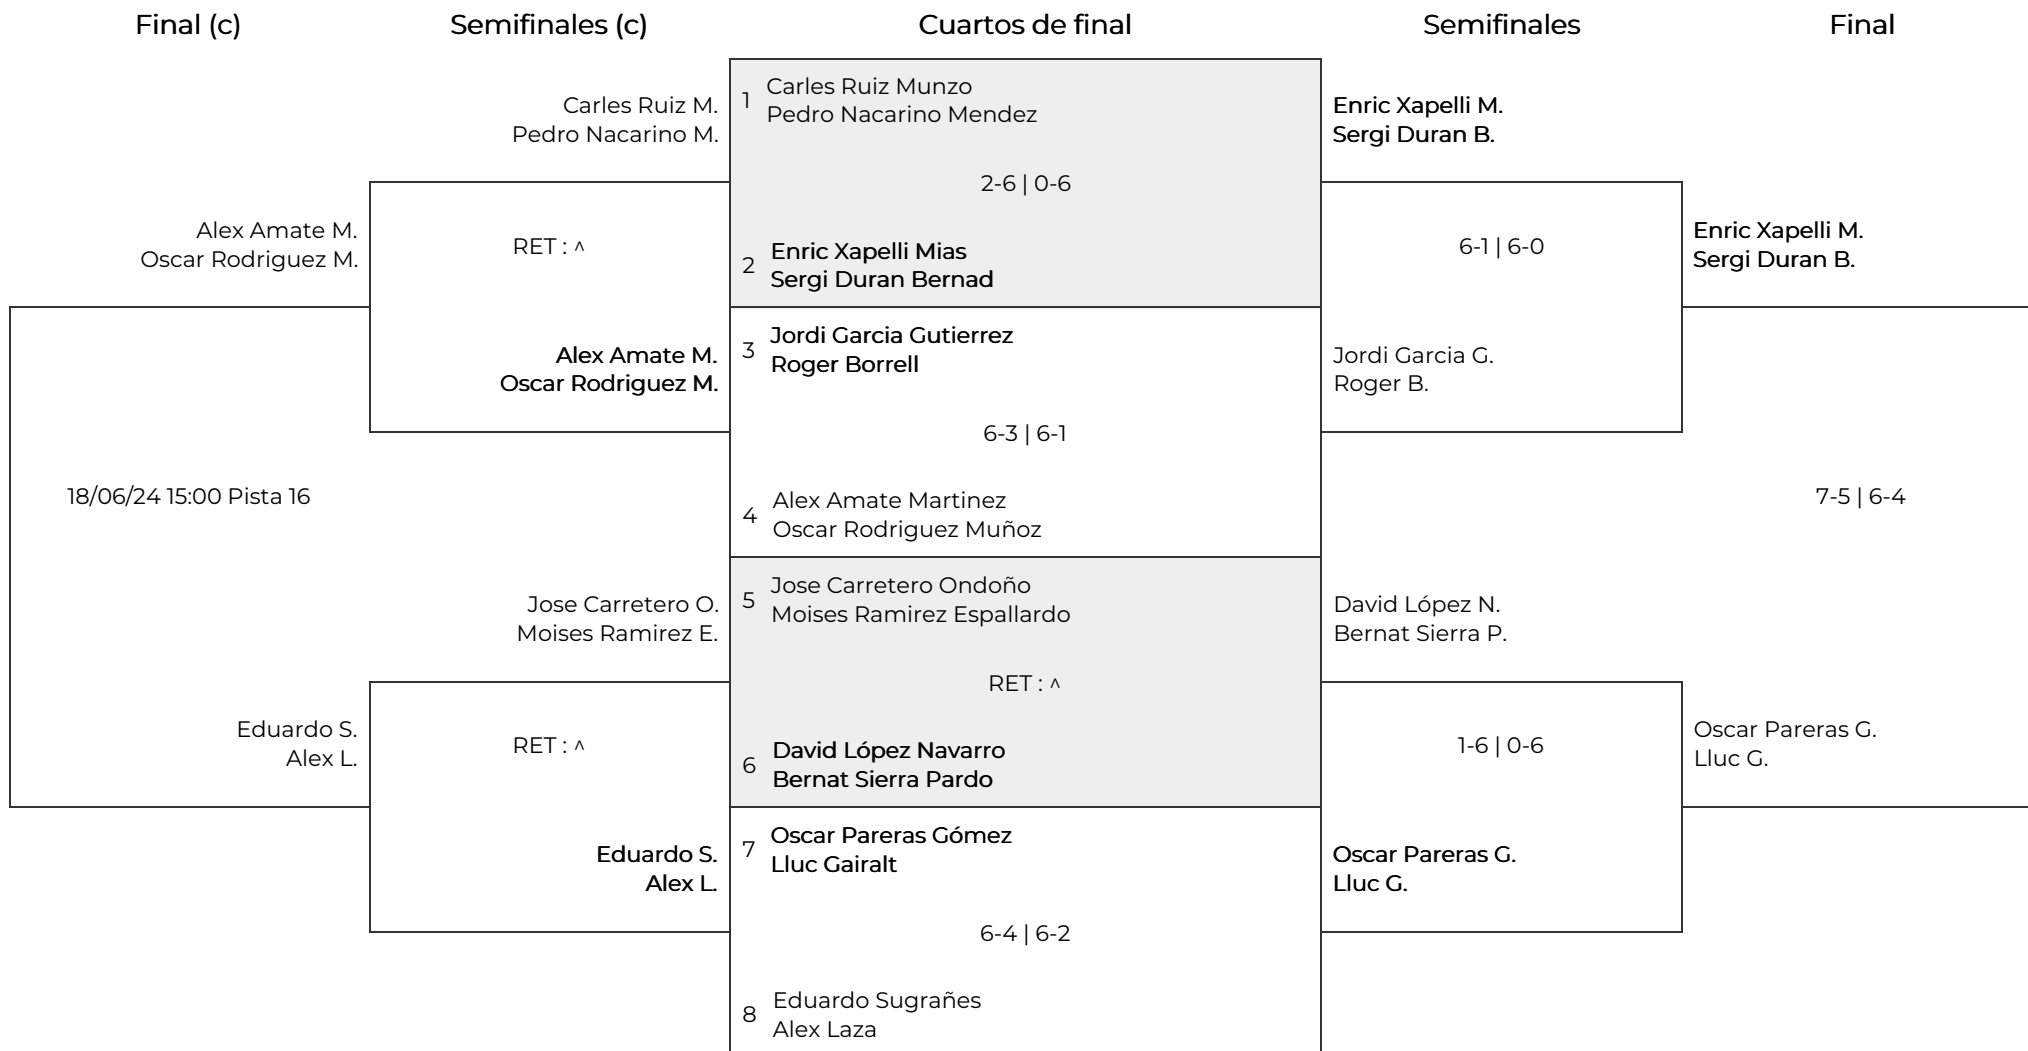 Final (c)
Semifinales (c)
Cuartos de final
Semifinales
Final
Alex Amate M.
Oscar Rodriguez M.
18/06/24 15:00 Pista 16
Eduardo S.
Alex L.
Carles Ruiz M.
Pedro Nacarino M.
RET : ^
Alex Amate M.
Oscar Rodriguez M.
Jose Carretero O.
Moises Ramirez E.
RET : ^
Eduardo S.
Alex L.
1
Carles Ruiz Munzo
Pedro Nacarino Mendez
2-6 | 0-6
2
Enric Xapelli Mias
Sergi Duran Bernad
3
Jordi Garcia Gutierrez
Roger Borrell
6-3 | 6-1
4
Alex Amate Martinez
Oscar Rodriguez Muñoz
5
Jose Carretero Ondoño
Moises Ramirez Espallardo
RET : ^
6
David López Navarro
Bernat Sierra Pardo
7
Oscar Pareras Gómez
Lluc Gairalt
6-4 | 6-2
8
Eduardo Sugrañes
Alex Laza
Enric Xapelli M.
Sergi Duran B.
6-1 | 6-0
Jordi Garcia G.
Roger B.
David López N.
Bernat Sierra P.
1-6 | 0-6
Oscar Pareras G.
Lluc G.
Enric Xapelli M.
Sergi Duran B.
7-5 | 6-4
Oscar Pareras G.
Lluc G.